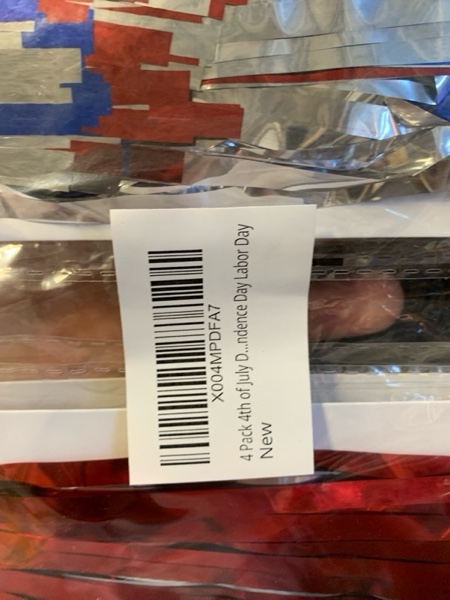 X004MPDFA7
4 Pack 4th of July D...ndence Day Labor Day
New